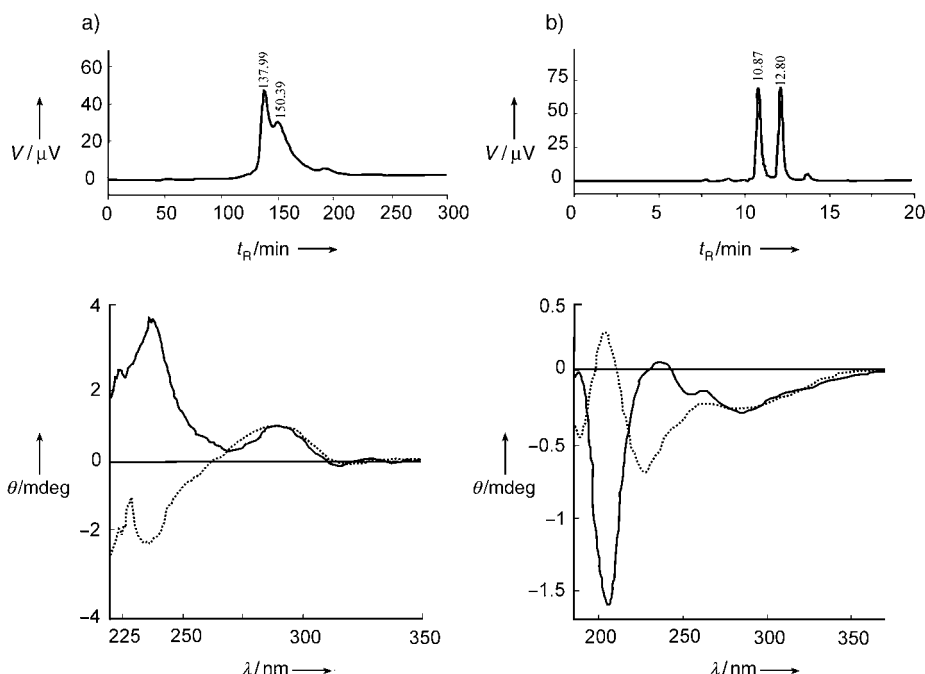 a)
60
40
20
0
V / μV
137.99
150.39
0 50 100 150 200 250 300
t_R/min
b)
75
50
25
0
V / μV
10.87
12.80
0 5 10 15 20
t_R/min
4
2
0
−2
−4
θ/mdeg
225 250 300 350
λ/nm
0.5
0
−0.5
−1
−1.5
θ/mdeg
200 250 300 350
λ/nm